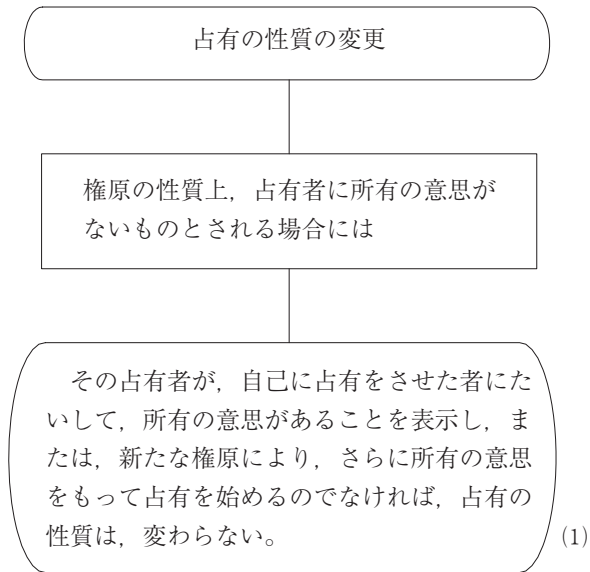 占有の性質の変更
権原の性質上，占有者に所有の意思が
ないものとされる場合には
その占有者が，自己に占有をさせた者にた
いして，所有の意思があることを表示し，ま
たは，新たな権原により，さらに所有の意思
をもって占有を始めるのでなければ，占有の
性質は，変わらない。
(1)